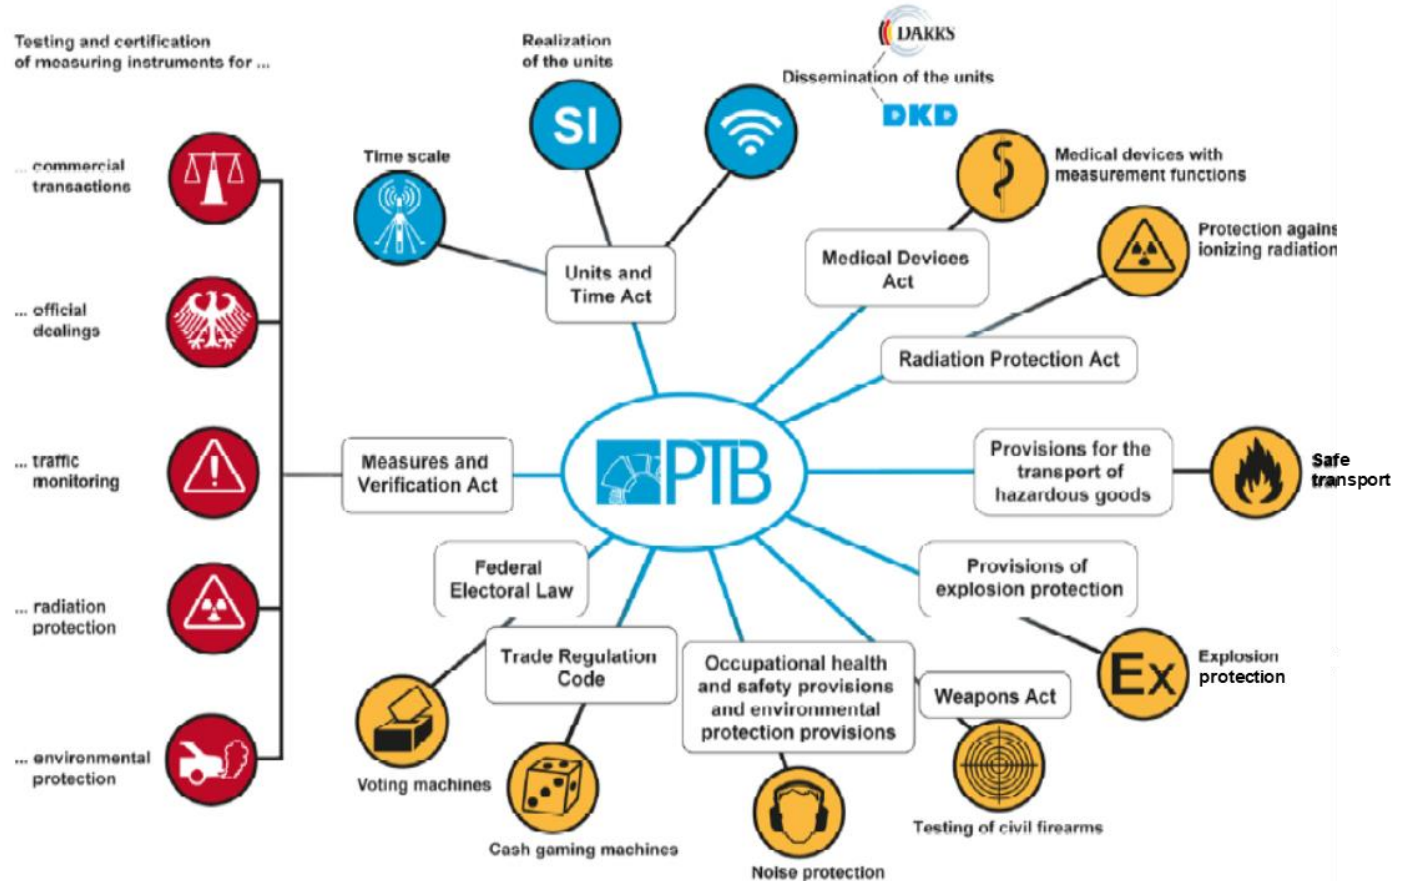 Testing and certification
of measuring instruments for ...
... commercial
transactions
... official
dealings
... traffic
monitoring
... radiation
protection
... environmental
protection
Measures and
Verification Act
Time scale
Realization
of the units
SI
DAkkS
Dissemination of the units
DKD
Units and
Time Act
Medical Devices
Act
Medical devices with
measurement functions
Radiation Protection Act
Protection agains
ionizing radiation
PTB
Provisions for the
transport of
hazardous goods
Safe
transport
Provisions of
explosion protection
Ex
Explosion
protection
Federal
Electoral Law
Voting machines
Trade Regulation
Code
Cash gaming machines
Occupational health
and safety provisions
and environmental
protection provisions
Noise protection
Weapons Act
Testing of civil firearms